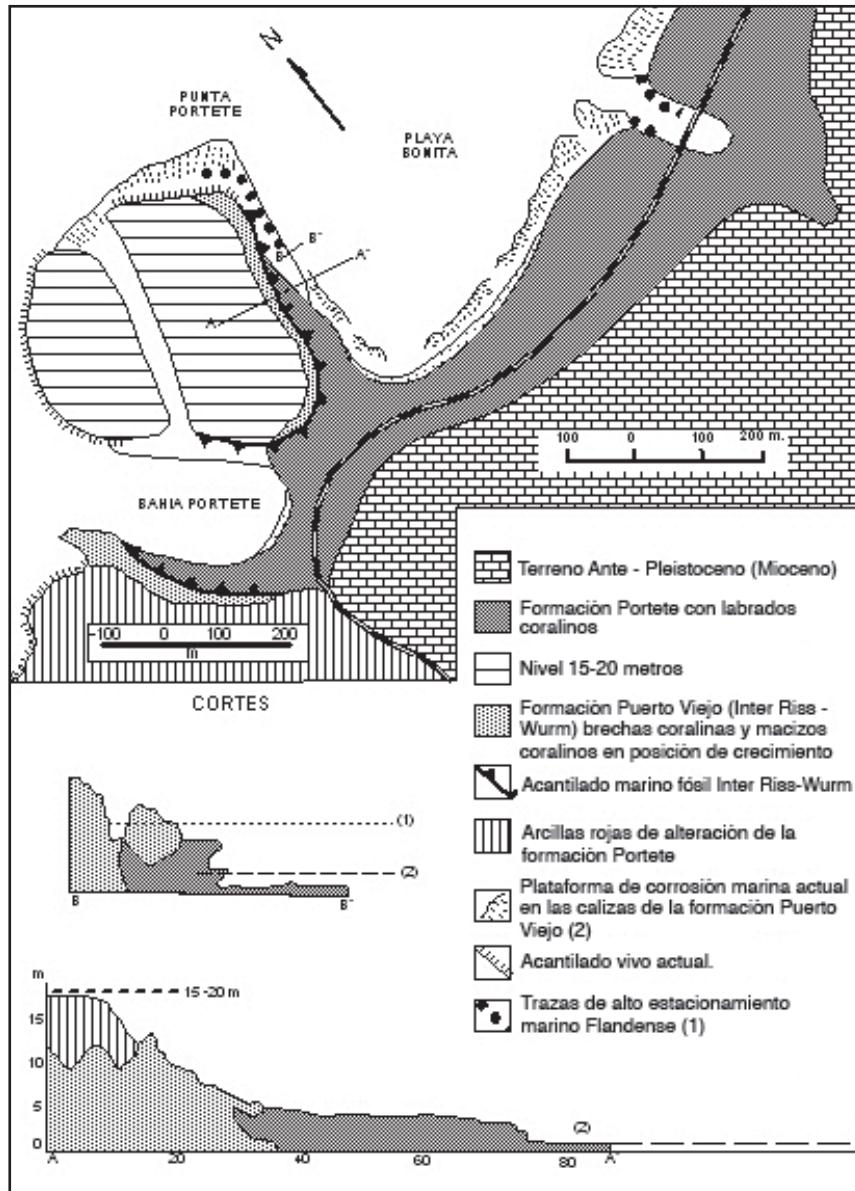 N
PUNTA
PORTETE
PLAYA
BONITA
B
B'
A
A'
100 0 100 200 m.
BAHIA PORTETE
100 0 100 200
m
CORTES
Terreno Ante - Pleistoceno (Mioceno)
Formación Portete con labrados
coralinos
Nivel 15-20 metros
Formación Puerto Viejo (Inter Riss -
Wurm) brechas coralinas y macizos
coralinos en posición de crecimiento
Acantilado marino fósil Inter Riss-Wurm
Arcillas rojas de alteración de la
formación Portete
Plataforma de corrosión marina actual
en las calizas de la formación Puerto
Viejo (2)
Acantilado vivo actual.
Trazas de alto estacionamiento
marino Flandense (1)
(1)
(2)
B B'
m
15 -20 m
15
10
5
0
(2)
A 20 40 60 80 A'